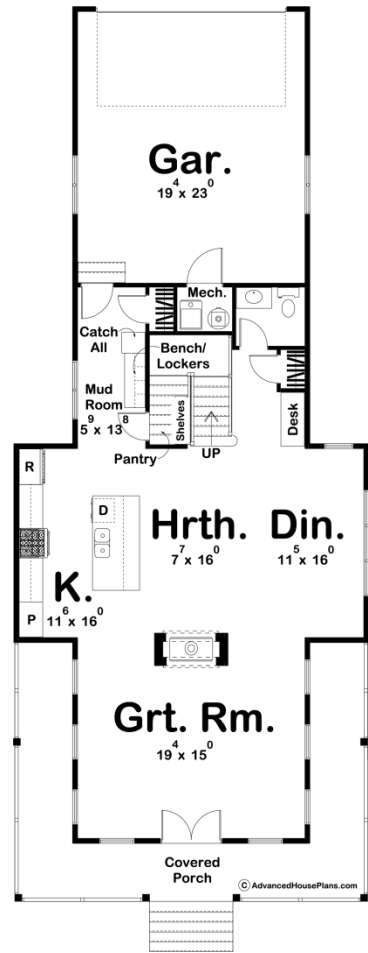 Gar.
19⁴ x 23⁰
Mech.
Catch
All
Bench/
Lockers
Mud
Room
5⁹ x 13⁸
Shelves
Desk
Pantry
UP
R
D
Hrth.
7⁷ x 16⁰
Din.
11⁵ x 16⁰
K.
11⁶ x 16⁰
P
Grt. Rm.
19⁴ x 15⁰
Covered
Porch
© AdvancedHousePlans.com